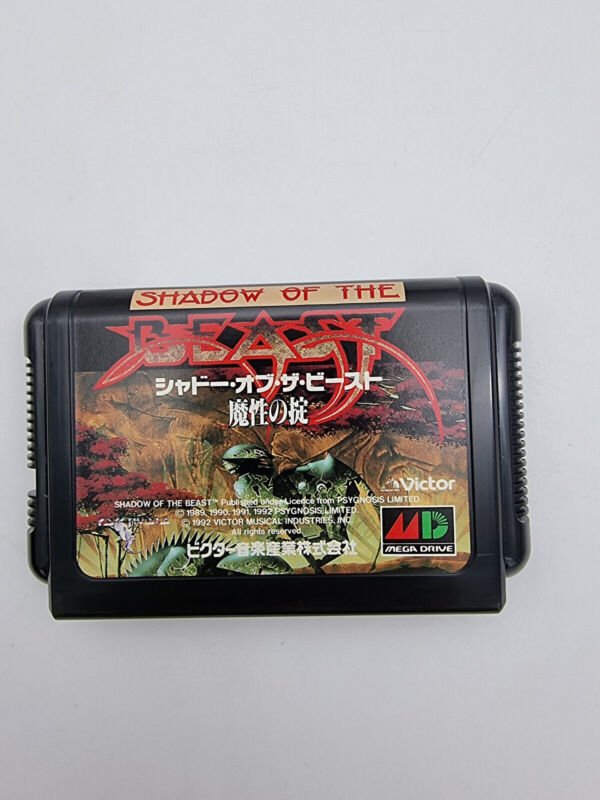 SHADOW OF THE
BEAST
シャドー・オブ・ザ・ビースト
魔性の掟
Victor
SHADOW OF THE BEAST™ Published under Licence from PSYGNOSIS LIMITED.
© 1989, 1990, 1991, 1992 PSYGNOSIS LIMITED.
© 1992 VICTOR MUSICAL INDUSTRIES, INC.
All rights reserved.
ビクター音楽産業株式会社
MD
MEGA DRIVE